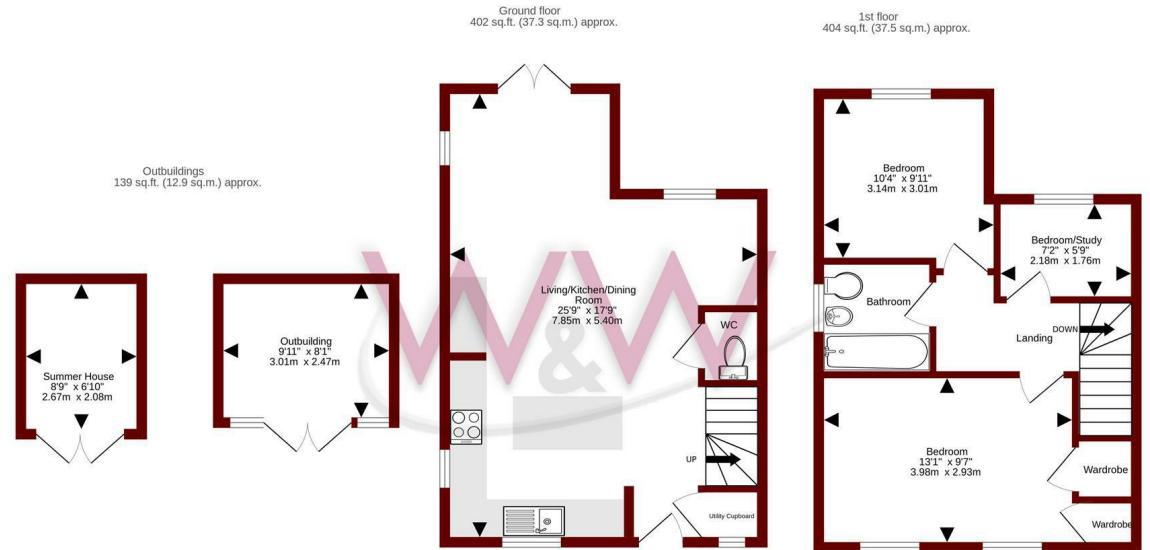 Ground floor
402 sq.ft. (37.3 sq.m.) approx.
1st floor
404 sq.ft. (37.5 sq.m.) approx.
Outbuildings
139 sq.ft. (12.9 sq.m.) approx.
Summer House
8'9" x 6'10"
2.67m x 2.08m
Outbuilding
9'11" x 8'1"
3.01m x 2.47m
Living/Kitchen/Dining
Room
25'9" x 17'9"
7.85m x 5.40m
WC
UP
Utility Cupboard
Bedroom
10'4" x 9'11"
3.14m x 3.01m
Bedroom/Study
7'2" x 5'9"
2.18m x 1.76m
Bathroom
DOWN
Landing
Bedroom
13'1" x 9'7"
3.98m x 2.93m
Wardrobe
Wardrobe
W&W